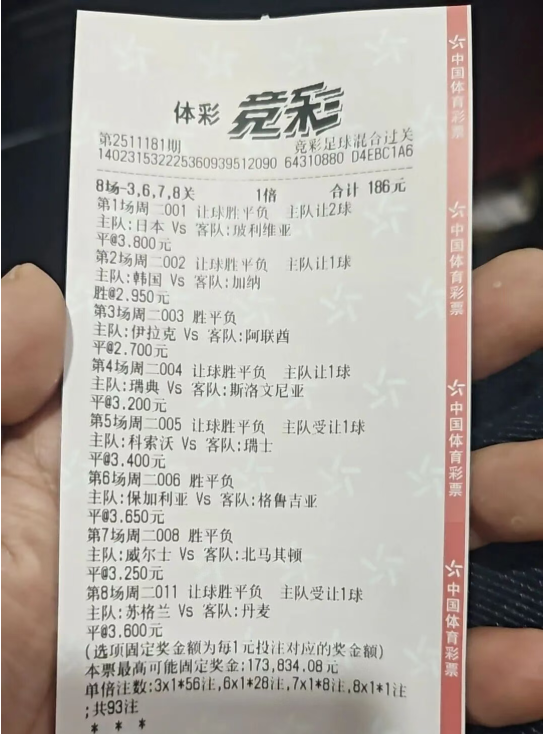 体彩 竞彩
第2511181期 竞彩足球混合过关
140231532225360939512090 64310880 D4EBC1A6
8场-3,6,7,8关 1倍 合计 186元
第1场周二001 让球胜平负 主队让2球
主队:日本 Vs 客队:玻利维亚
平@3.800元
第2场周二002 让球胜平负 主队让1球
主队:韩国 Vs 客队:加纳
胜@2.950元
第3场周二003 胜平负
主队:伊拉克 Vs 客队:阿联酋
平@2.700元
第4场周二004 让球胜平负 主队让1球
主队:瑞典 Vs 客队:斯洛文尼亚
平@3.200元
第5场周二005 让球胜平负 主队受让1球
主队:科索沃 Vs 客队:瑞士
平@3.400元
第6场周二006 胜平负
主队:保加利亚 Vs 客队:格鲁吉亚
平@3.650元
第7场周二008 胜平负
主队:威尔士 Vs 客队:北马其顿
平@3.250元
第8场周二011 让球胜平负 主队受让1球
主队:苏格兰 Vs 客队:丹麦
平@3.600元
(选项固定奖金额为每1元投注对应的奖金额)
本票最高可能固定奖金:173,834.08元
单倍注数:3x1*56注,6x1*28注,7x1*8注,8x1*1注
;共93注
* * *
中国体育彩票
中国体育彩票
中国体育彩票
中国体育彩票